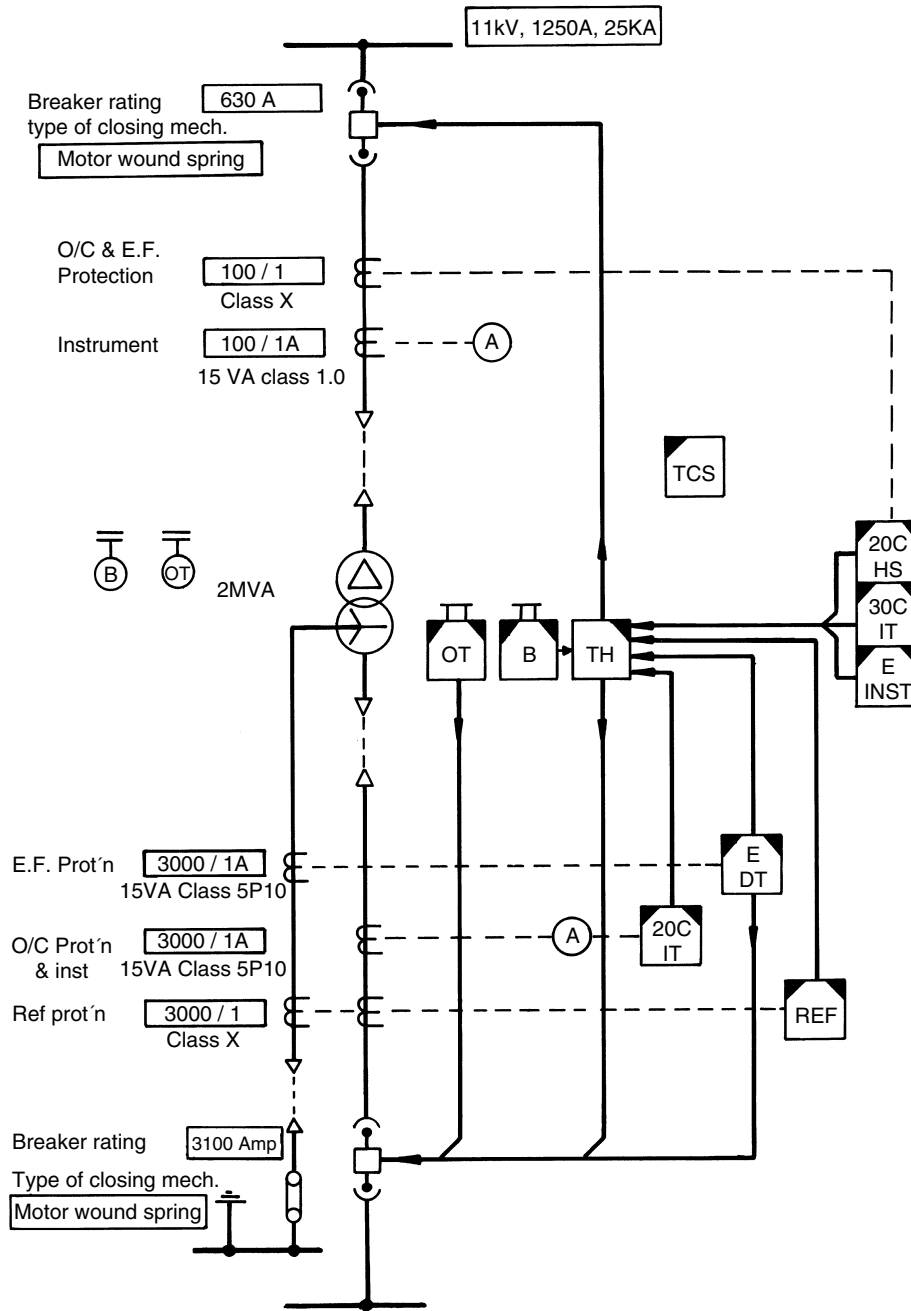 11kV, 1250A, 25KA
Breaker rating
630 A
type of closing mech.
Motor wound spring
O/C & E.F.
Protection
100 / 1
Class X
Instrument
100 / 1A
A
15 VA class 1.0
TCS
20C
HS
30C
IT
E
INST
B
OT
2MVA
OT
B
TH
E.F. Prot´n
3000 / 1A
15VA Class 5P10
E
DT
O/C Prot´n
& inst
3000 / 1A
15VA Class 5P10
A
20C
IT
Ref prot´n
3000 / 1
Class X
REF
Breaker rating
3100 Amp
Type of closing mech.
Motor wound spring